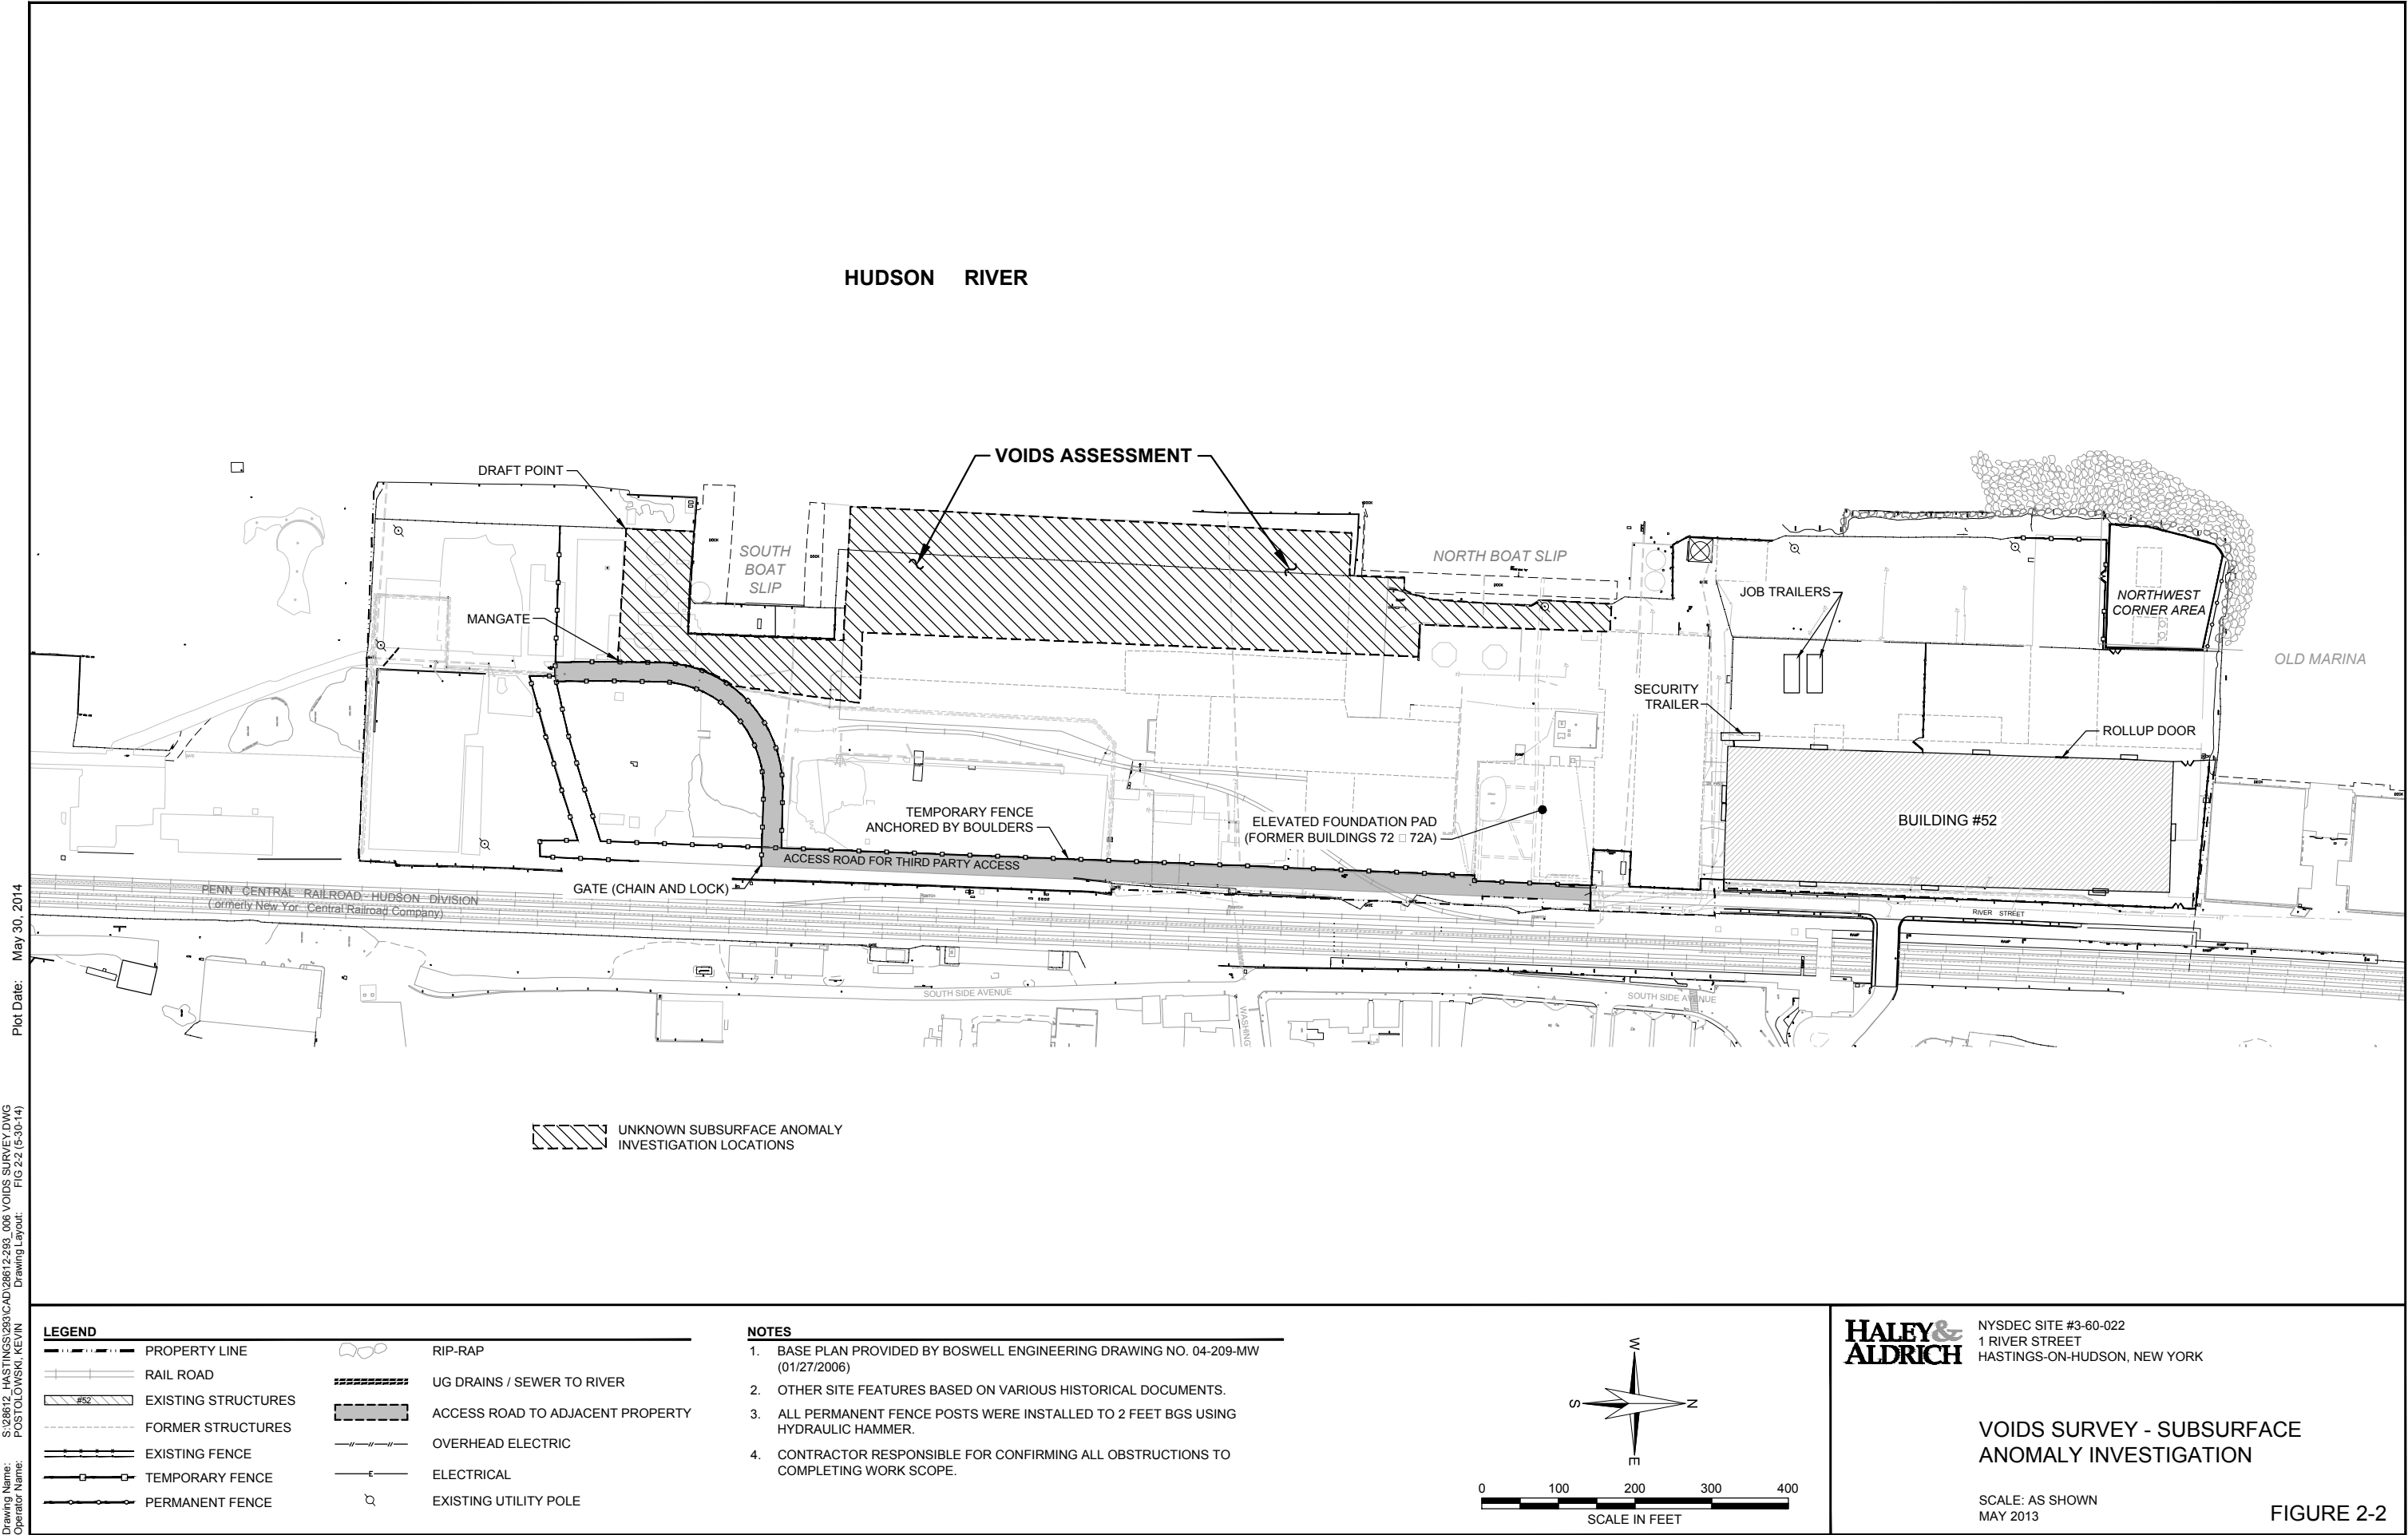 HUDSON RIVER
VOIDS ASSESSMENT
DRAFT POINT
SOUTH
BOAT
SLIP
NORTH BOAT SLIP
MANGATE
JOB TRAILERS
NORTHWEST
CORNER AREA
OLD MARINA
SECURITY
TRAILER
ROLLUP DOOR
TEMPORARY FENCE
ANCHORED BY BOULDERS
ELEVATED FOUNDATION PAD
(FORMER BUILDINGS 72 □ 72A)
BUILDING #52
ACCESS ROAD FOR THIRD PARTY ACCESS
GATE (CHAIN AND LOCK)
PENN CENTRAL RAILROAD - HUDSON DIVISION
(ormerly New Yor Central Railroad Company)
RIVER STREET
SOUTH SIDE AVENUE
SOUTH SIDE AVENUE
WASHING
UNKNOWN SUBSURFACE ANOMALY
INVESTIGATION LOCATIONS
LEGEND
PROPERTY LINE
RAIL ROAD
#52
EXISTING STRUCTURES
FORMER STRUCTURES
EXISTING FENCE
TEMPORARY FENCE
PERMANENT FENCE
RIP-RAP
UG DRAINS / SEWER TO RIVER
ACCESS ROAD TO ADJACENT PROPERTY
OVERHEAD ELECTRIC
E
ELECTRICAL
EXISTING UTILITY POLE
NOTES
1. BASE PLAN PROVIDED BY BOSWELL ENGINEERING DRAWING NO. 04-209-MW
(01/27/2006)
2. OTHER SITE FEATURES BASED ON VARIOUS HISTORICAL DOCUMENTS.
3. ALL PERMANENT FENCE POSTS WERE INSTALLED TO 2 FEET BGS USING
HYDRAULIC HAMMER.
4. CONTRACTOR RESPONSIBLE FOR CONFIRMING ALL OBSTRUCTIONS TO
COMPLETING WORK SCOPE.
W
S
N
E
0 100 200 300 400
SCALE IN FEET
HALEY&
ALDRICH
NYSDEC SITE #3-60-022
1 RIVER STREET
HASTINGS-ON-HUDSON, NEW YORK
VOIDS SURVEY - SUBSURFACE
ANOMALY INVESTIGATION
SCALE: AS SHOWN
MAY 2013
FIGURE 2-2
Drawing Name: S:\28612_HASTINGS\293\CAD\28612-293_006 VOIDS SURVEY.DWG
Operator Name: POSTOLOWSKI, KEVIN Drawing Layout: FIG 2-2 (5-30-14)
Plot Date: May 30, 2014